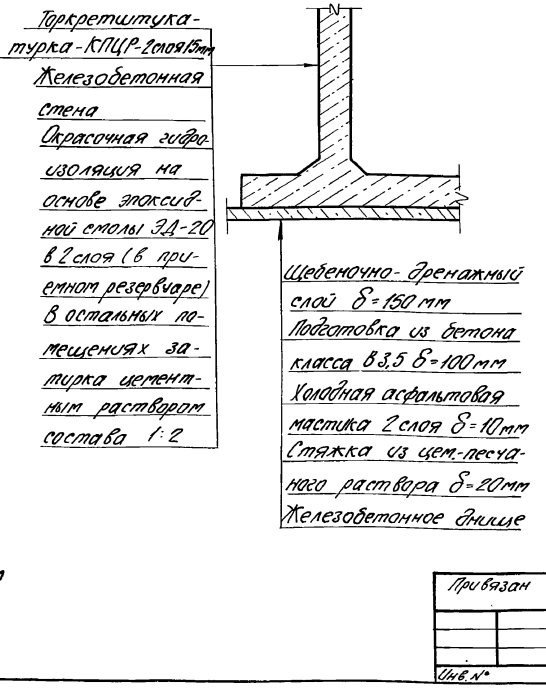 Торкретштука-
турка-КПЦР-2слоя15мм
Железобетонная
стена
Окрасочная гидро-
изоляция на
основе эпоксид-
ной смолы ЭД-20
в 2 слоя (в при-
емном резервуаре)
В остальных по-
мещениях за-
тирка цемент-
ным раствором
состава 1:2
N
Щебеночно-дренажный
слой δ=150 мм
Подготовка из бетона
класса В3,5 δ=100мм
Холодная асфальтовая
мастика 2слоя δ=10мм
Стяжка из цем.-песча-
ного раствора δ=20мм
Железобетонное днище
Привязан
Инв.№